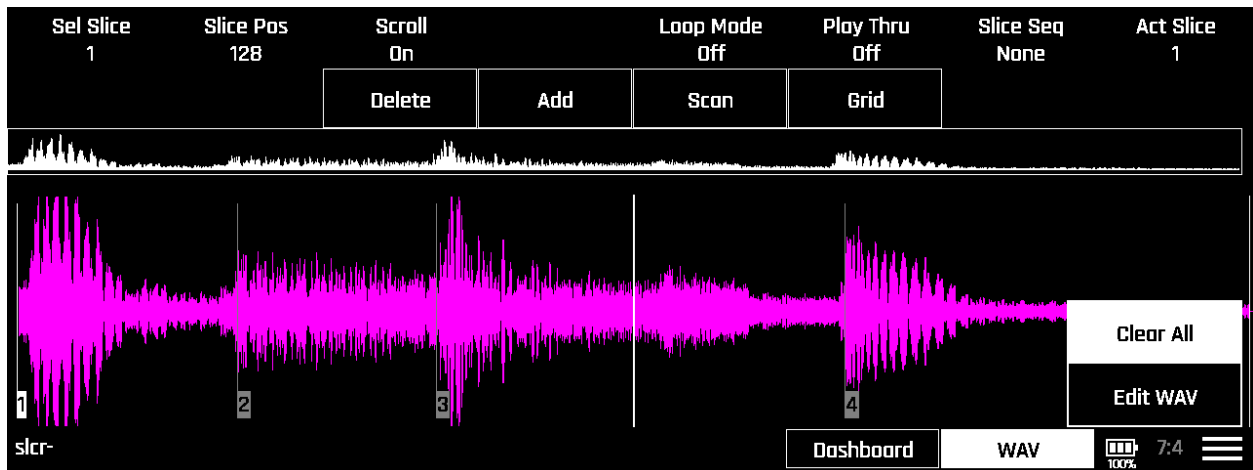 Sel Slice Slice Pos Scroll Loop Mode Play Thru Slice Seq Act Slice
1 128 On Off Off None 1
Delete Add Scan Grid
Clear All
Edit WAV
1 2 3 4
slcr- Dashboard WAV 100% 7:4